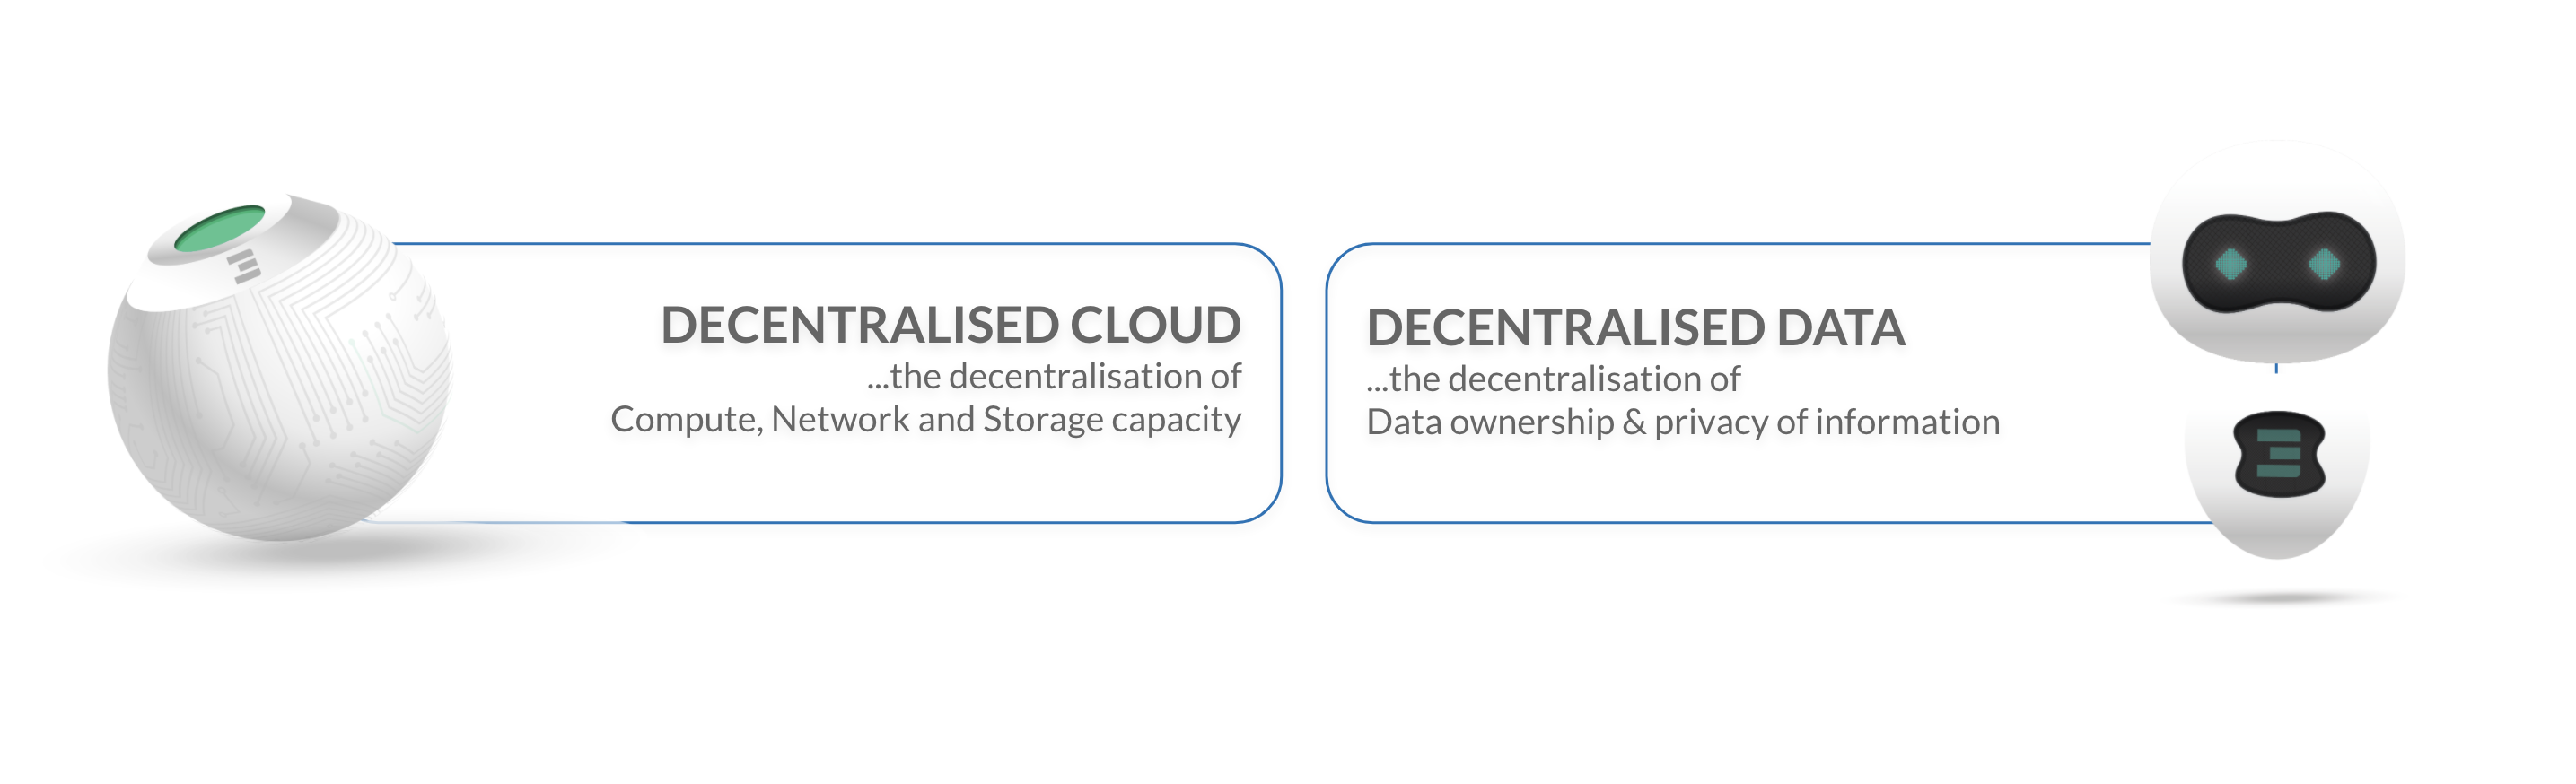 DECENTRALISED CLOUD
...the decentralisation of
Compute, Network and Storage capacity
DECENTRALISED DATA
...the decentralisation of
Data ownership & privacy of information